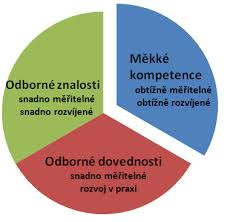 Měkké
kompetence
obtížně měřitelné
obtížně rozvíjené
Odborné znalosti
snadno měřitelné
snadno rozvíjené
Odborné dovednosti
snadno měřitelné
rozvoj v praxi